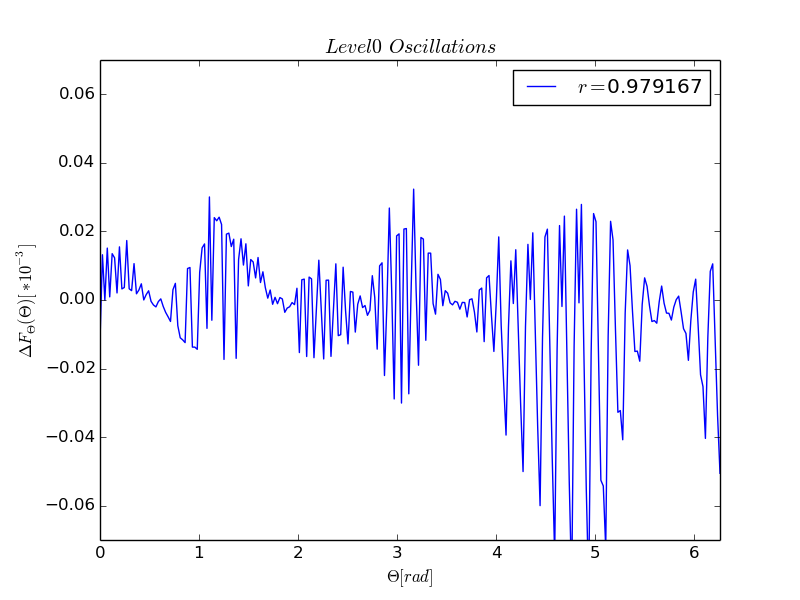 Level0 Oscillations
r=0.979167
0.06
0.04
0.02
0.00
−0.02
−0.04
−0.06
ΔF_Θ(Θ)[*10^{-3}]
0 1 2 3 4 5 6
Θ[rad]